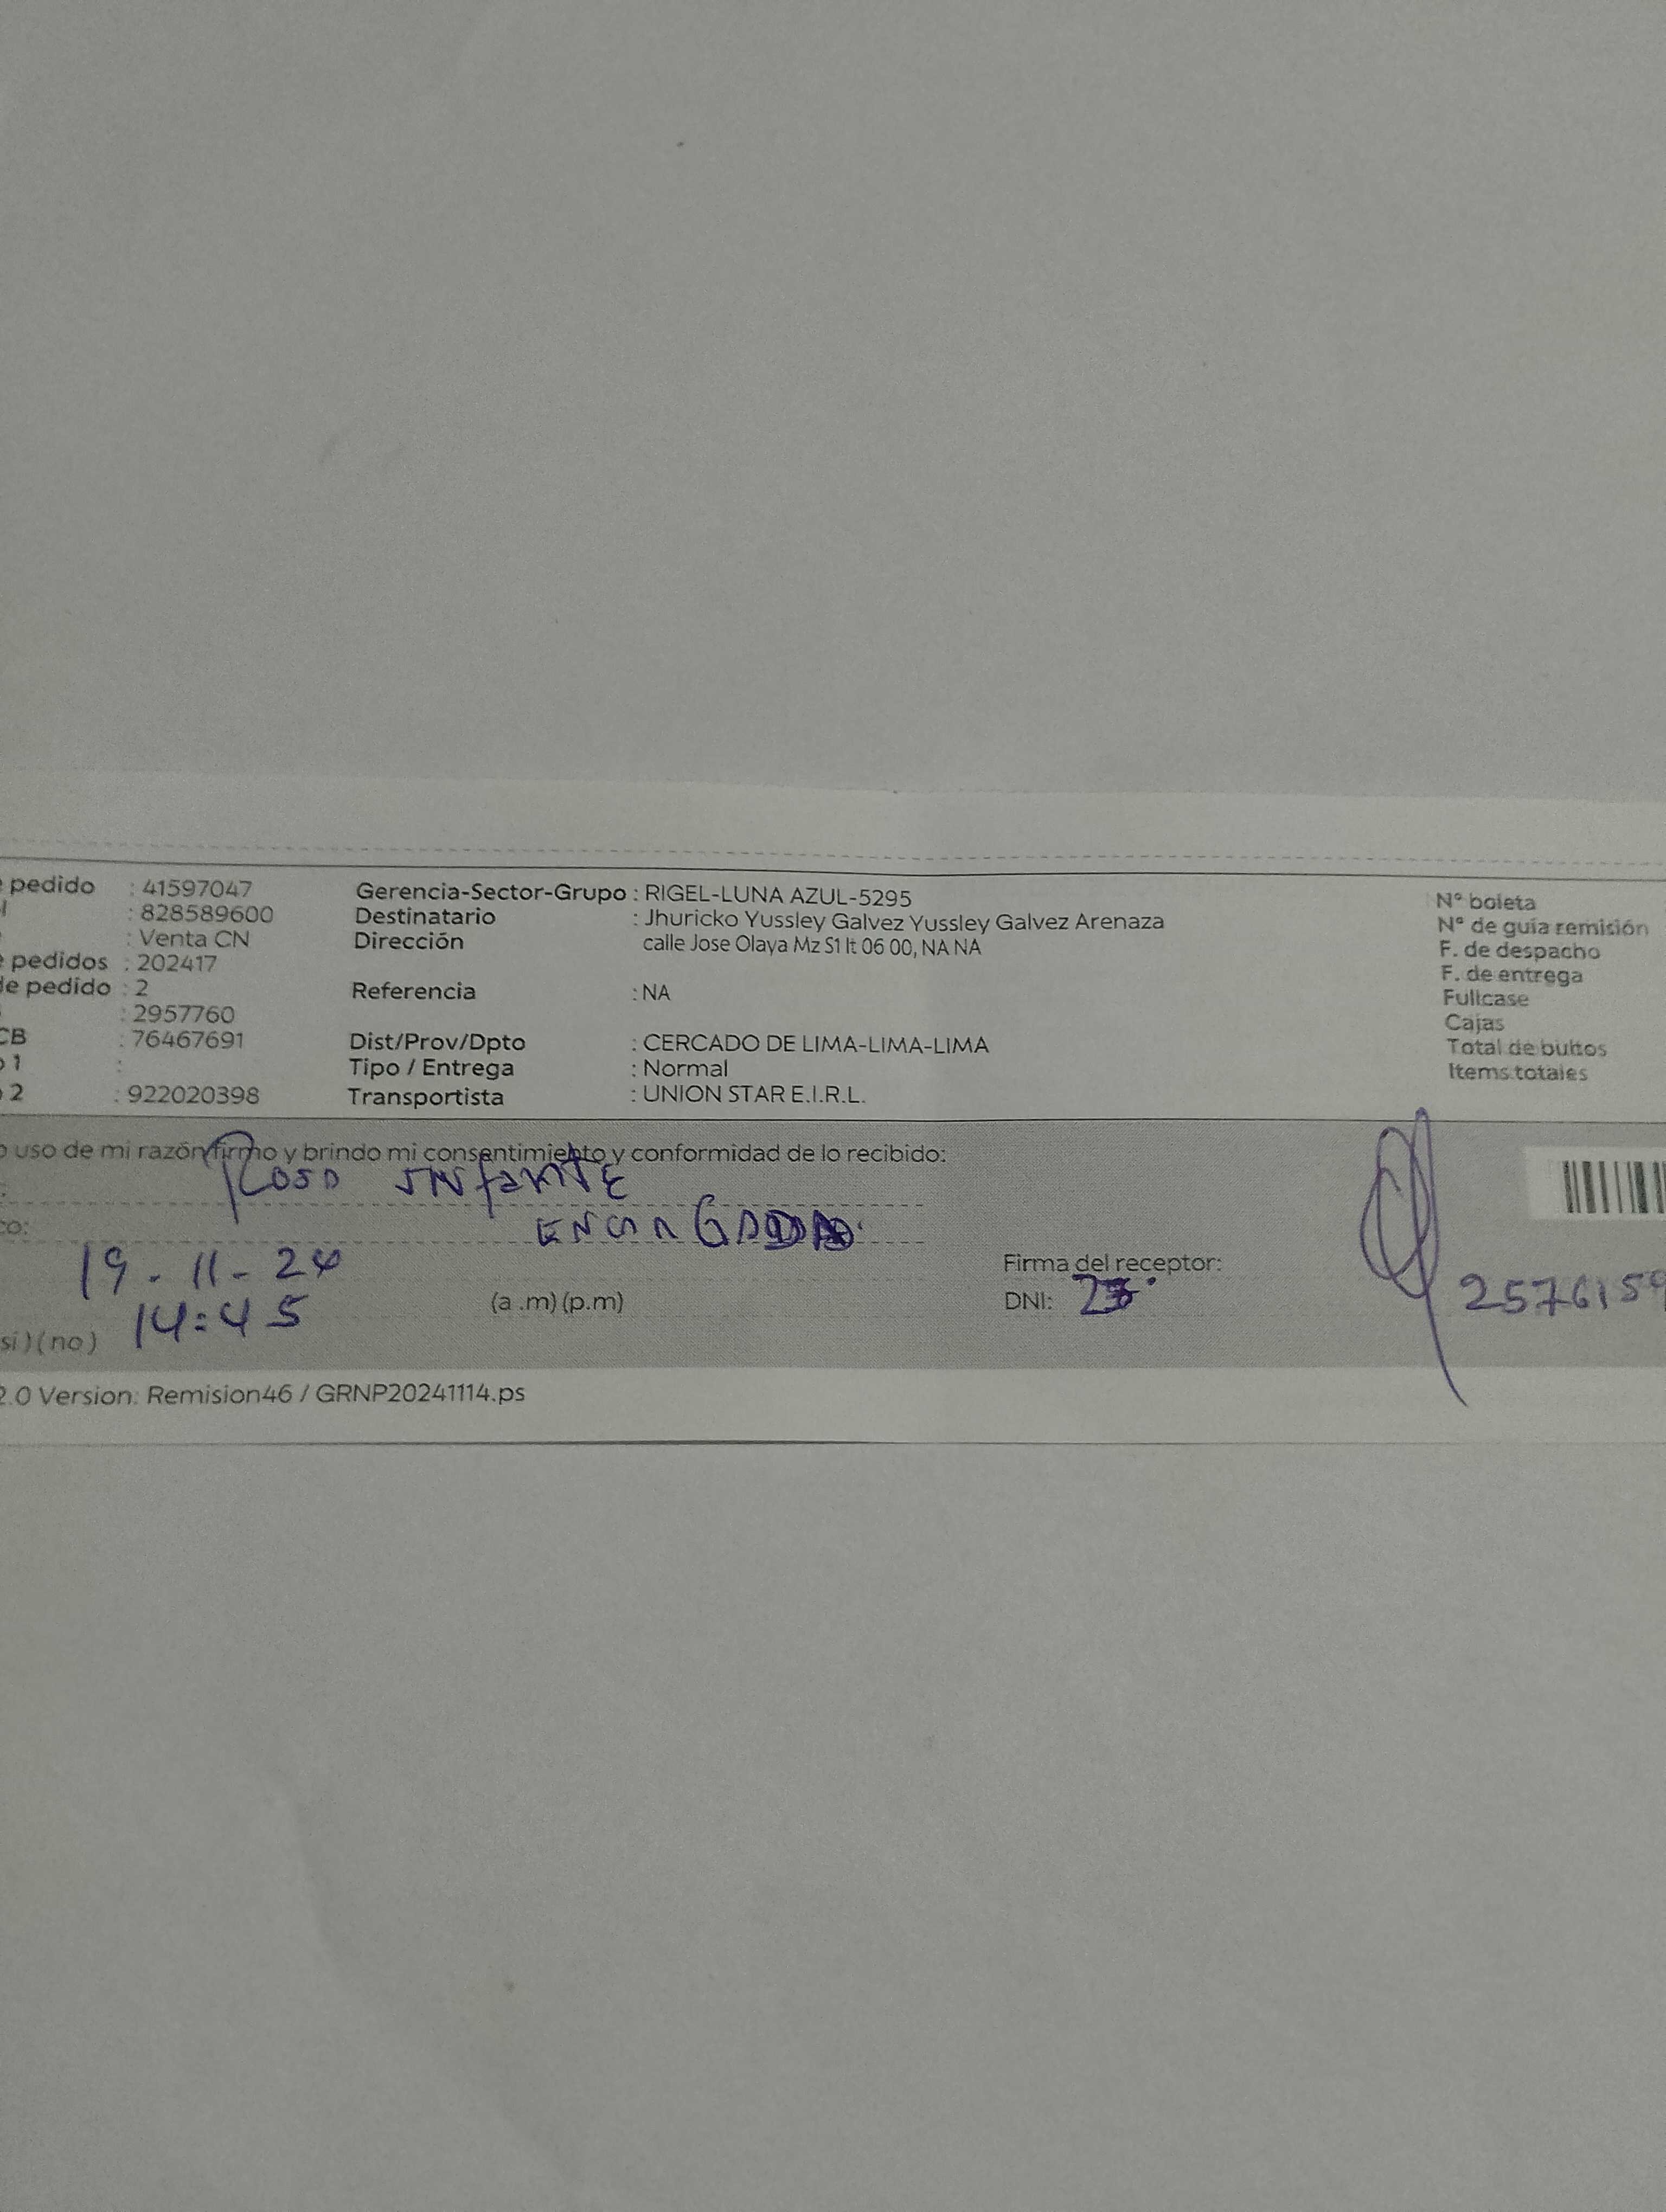 pedido : 41597047 Gerencia-Sector-Grupo : RIGEL-LUNA AZUL-5295 N° boleta
: 828589600 Destinatario : Jhuricko Yussley Galvez Yussley Galvez Arenaza N° de guía remisión
: Venta CN Dirección calle Jose Olaya Mz S1 lt 06 00, NA NA F. de despacho
pedidos : 202417 F. de entrega
de pedido : 2 Referencia : NA Fullcase
: 2957760 Cajas
CB : 76467691 Dist/Prov/Dpto : CERCADO DE LIMA-LIMA-LIMA Total de bultos
1 : Tipo / Entrega : Normal Items totales
2 : 922020398 Transportista : UNION STAR E.I.R.L.
uso de mi razón firmo y brindo mi consentimiento y conformidad de lo recibido:
INfANTE
co:
19-11-24 Firma del receptor:
14:45 (a .m) (p.m) DNI: 2576159
si ) ( no )
2.0 Version: Remision46 / GRNP20241114.ps